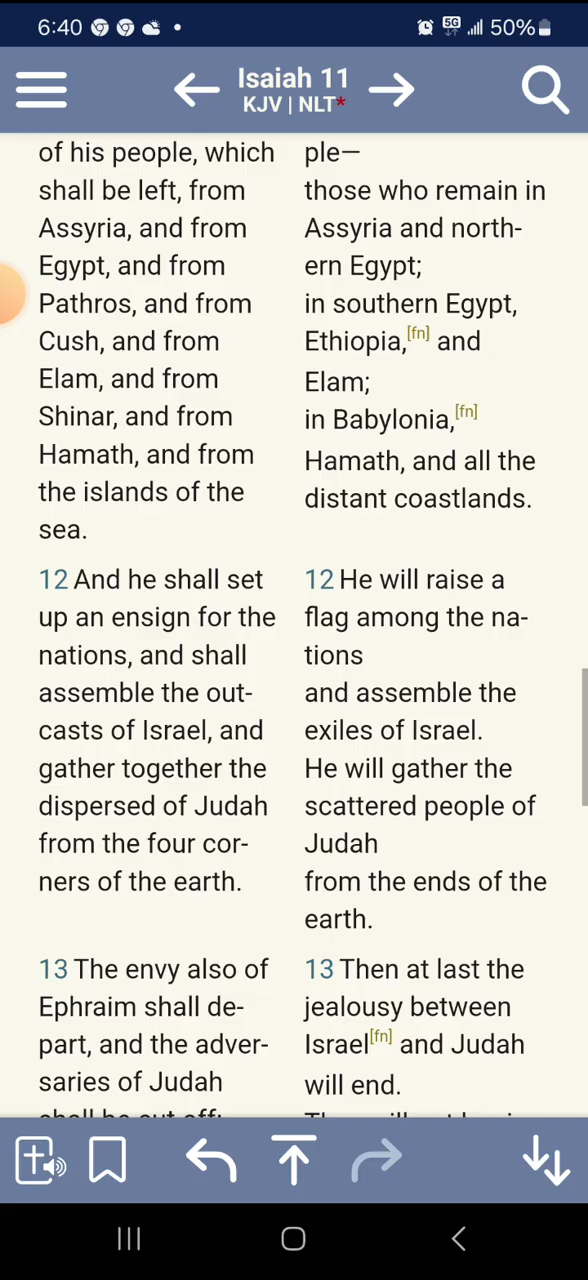 6:40
5G
50%
Isaiah 11
KJV | NLT*
of his people, which
shall be left, from
Assyria, and from
Egypt, and from
Pathros, and from
Cush, and from
Elam, and from
Shinar, and from
Hamath, and from
the islands of the
sea.
12 And he shall set
up an ensign for the
nations, and shall
assemble the out-
casts of Israel, and
gather together the
dispersed of Judah
from the four cor-
ners of the earth.
13 The envy also of
Ephraim shall de-
part, and the adver-
saries of Judah
shall be cut off:
ple—
those who remain in
Assyria and north-
ern Egypt;
in southern Egypt,
Ethiopia,[fn] and
Elam;
in Babylonia,[fn]
Hamath, and all the
distant coastlands.
12 He will raise a
flag among the na-
tions
and assemble the
exiles of Israel.
He will gather the
scattered people of
Judah
from the ends of the
earth.
13 Then at last the
jealousy between
Israel[fn] and Judah
will end.